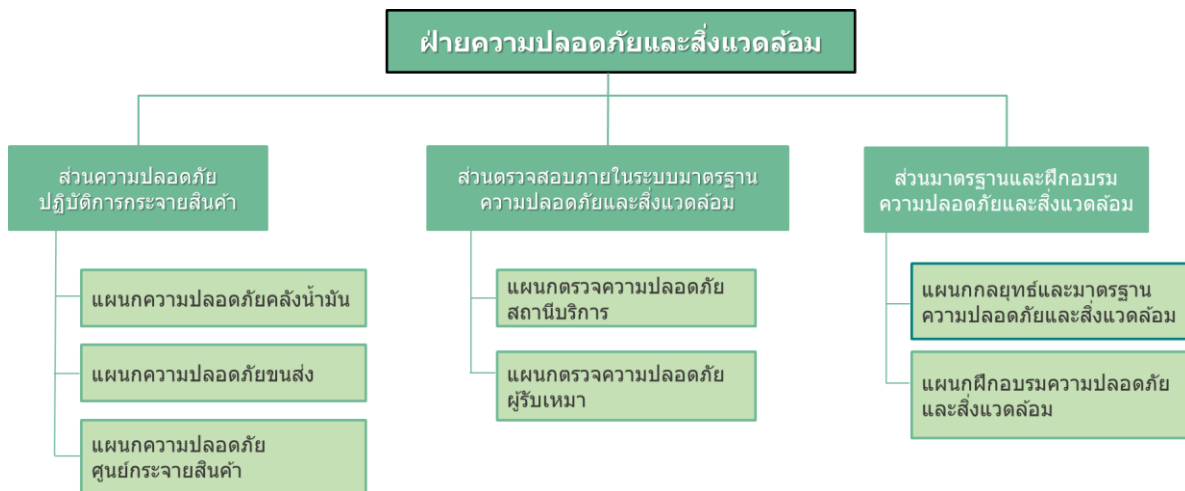 ฝ่ายความปลอดภัยและสิ่งแวดล้อม
ส่วนความปลอดภัย
ปฏิบัติการกระจายสินค้า
แผนกความปลอดภัยคลังน้ำมัน
แผนกความปลอดภัยขนส่ง
แผนกความปลอดภัย
ศูนย์กระจายสินค้า
ส่วนตรวจสอบภายในระบบมาตรฐาน
ความปลอดภัยและสิ่งแวดล้อม
แผนกตรวจความปลอดภัย
สถานีบริการ
แผนกตรวจความปลอดภัย
ผู้รับเหมา
ส่วนมาตรฐานและฝึกอบรม
ความปลอดภัยและสิ่งแวดล้อม
แผนกกลยุทธ์และมาตรฐาน
ความปลอดภัยและสิ่งแวดล้อม
แผนกฝึกอบรมความปลอดภัย
และสิ่งแวดล้อม